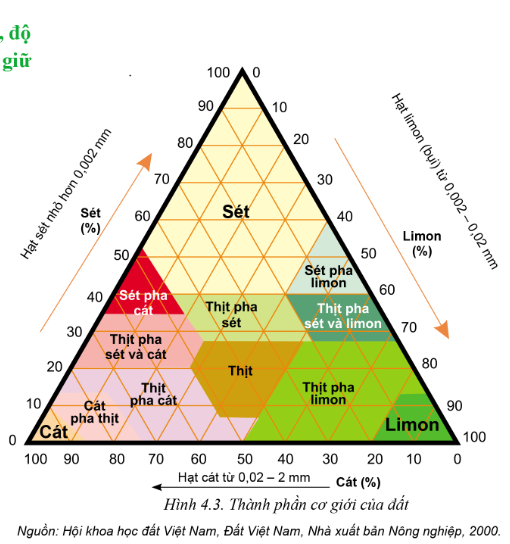 , độ
giữ
100
0
90
10
80
20
70
30
60
40
50
50
40
60
30
70
20
80
10
90
0
100
Hạt sét nhỏ hơn 0,002 mm
Sét
(%)
Hạt limon (bụi) từ 0,002 – 0,02 mm
Limon
(%)
Sét
Sét pha
limon
Sét pha
cát
Thịt pha
sét
Thịt pha
sét và limon
Thịt pha
sét và cát
Thịt
Thịt
pha cát
Thịt pha
limon
Cát
pha thịt
Cát
Limon
100 90 80 70 60 50 40 30 20 10 0
Hạt cát từ 0,02 – 2 mm
Cát (%)
Hình 4.3. Thành phần cơ giới của đất
Nguồn: Hội khoa học đất Việt Nam, Đất Việt Nam, Nhà xuất bản Nông nghiệp, 2000.